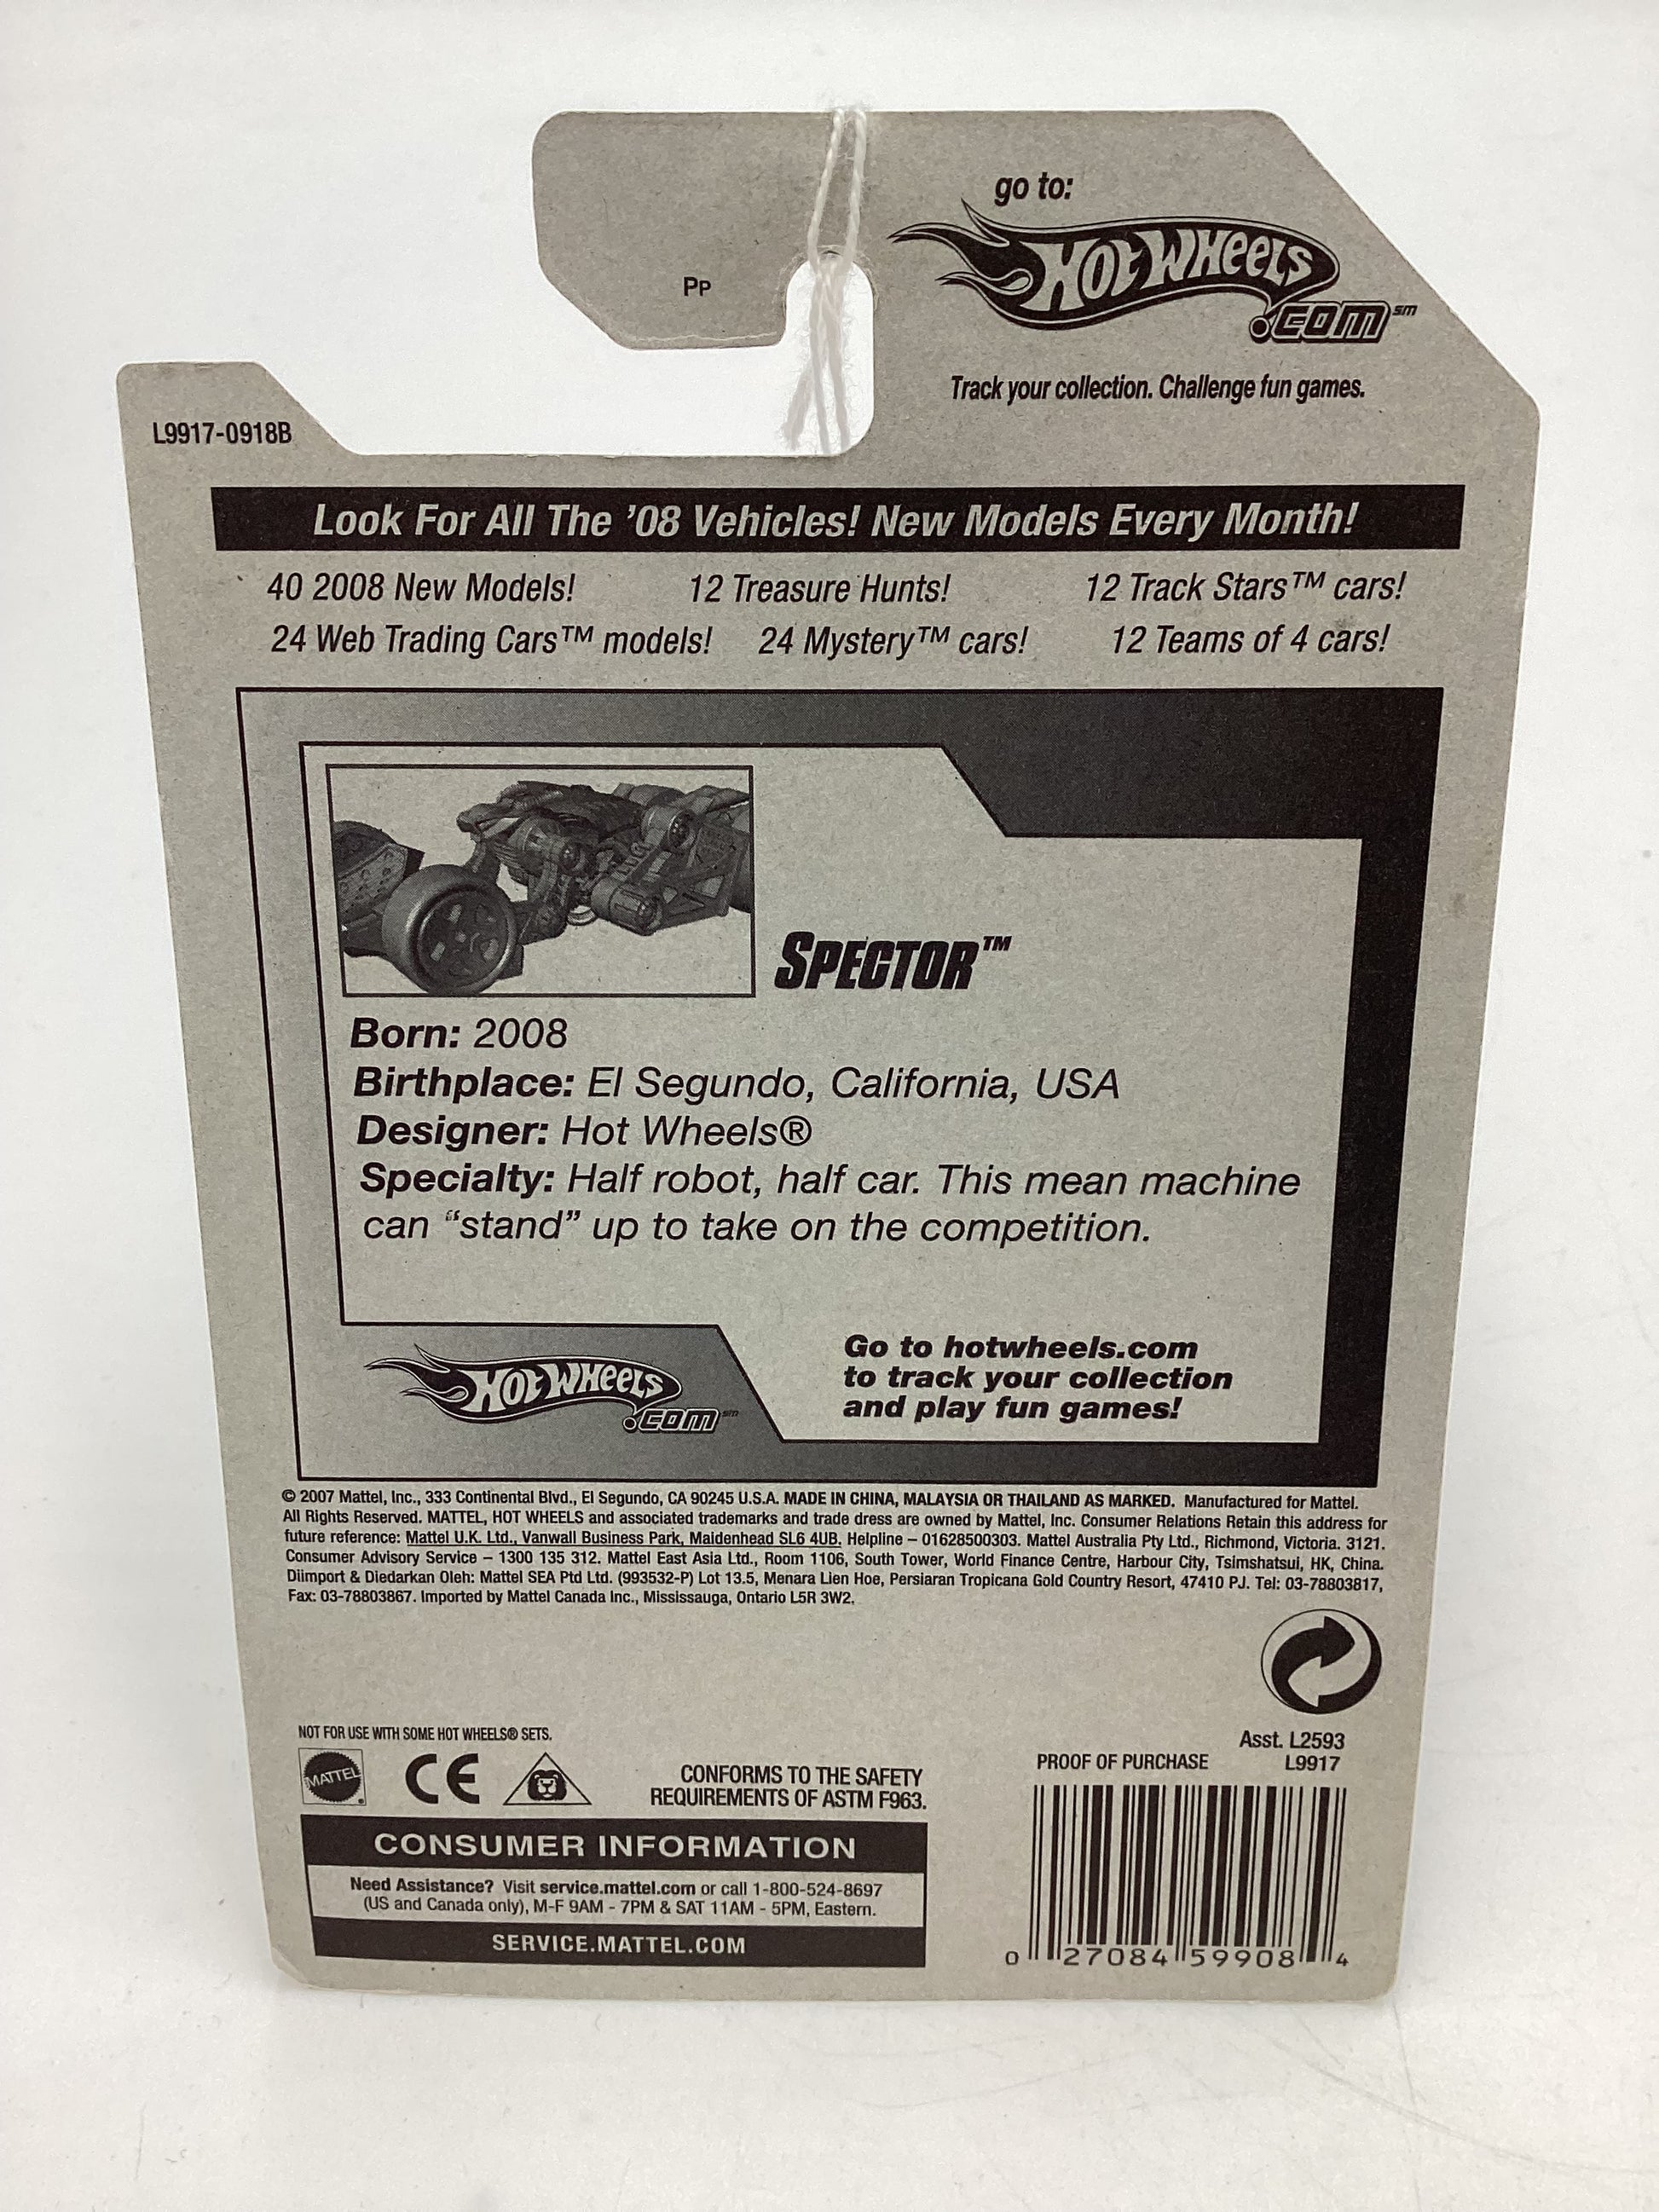 go to:
Hot Wheels
.com℠
Track your collection. Challenge fun games.
PP
L9917-0918B
Look For All The '08 Vehicles! New Models Every Month!
40 2008 New Models! 12 Treasure Hunts! 12 Track Stars™ cars!
24 Web Trading Cars™ models! 24 Mystery™ cars! 12 Teams of 4 cars!
SPECTOR™
Born: 2008
Birthplace: El Segundo, California, USA
Designer: Hot Wheels®
Specialty: Half robot, half car. This mean machine
can “stand” up to take on the competition.
Hot Wheels
.com℠
Go to hotwheels.com
to track your collection
and play fun games!
© 2007 Mattel, Inc., 333 Continental Blvd., El Segundo, CA 90245 U.S.A. MADE IN CHINA, MALAYSIA OR THAILAND AS MARKED. Manufactured for Mattel.
All Rights Reserved. MATTEL, HOT WHEELS and associated trademarks and trade dress are owned by Mattel, Inc. Consumer Relations Retain this address for
future reference: Mattel U.K. Ltd., Vanwall Business Park, Maidenhead SL6 4UB. Helpline – 01628500303. Mattel Australia Pty Ltd., Richmond, Victoria. 3121.
Consumer Advisory Service – 1300 135 312. Mattel East Asia Ltd., Room 1106, South Tower, World Finance Centre, Harbour City, Tsimshatsui, HK, China.
Diimport & Diedarkan Oleh: Mattel SEA Ptd Ltd. (993532-P) Lot 13.5, Menara Lien Hoe, Persiaran Tropicana Gold Country Resort, 47410 PJ. Tel: 03-78803817,
Fax: 03-78803867. Imported by Mattel Canada Inc., Mississauga, Ontario L5R 3W2.
NOT FOR USE WITH SOME HOT WHEELS® SETS.
MATTEL
CE
CONFORMS TO THE SAFETY
REQUIREMENTS OF ASTM F963.
CONSUMER INFORMATION
Need Assistance? Visit service.mattel.com or call 1-800-524-8697
(US and Canada only), M-F 9AM - 7PM & SAT 11AM - 5PM, Eastern.
SERVICE.MATTEL.COM
Asst. L2593
PROOF OF PURCHASE L9917
0 27084 59908 4